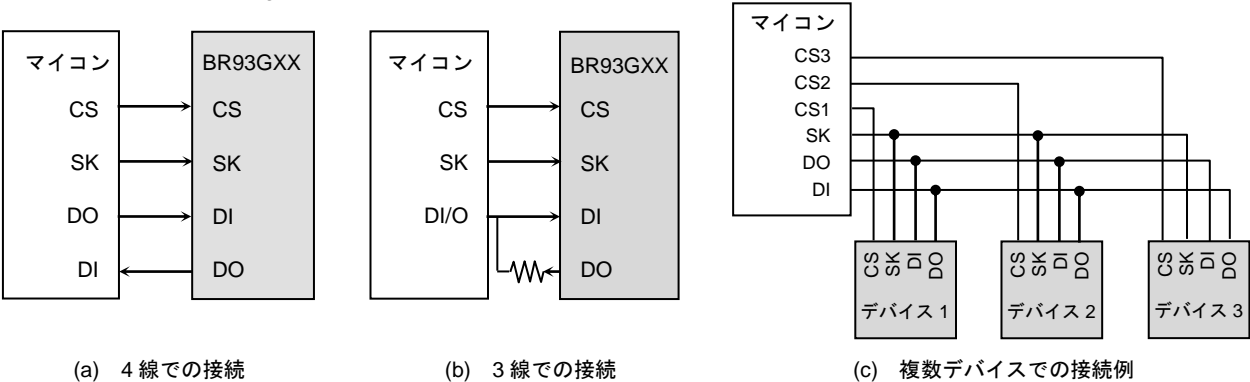 マイコン
BR93GXX
CS
CS
SK
SK
DO
DI
DI
DO
(a) 4 線での接続
マイコン
BR93GXX
CS
CS
SK
SK
DI/O
DI
DO
(b) 3 線での接続
マイコン
CS3
CS2
CS1
SK
DO
DI
CS
SK
DI
DO
デバイス 1
CS
SK
DI
DO
デバイス 2
CS
SK
DI
DO
デバイス 3
(c) 複数デバイスでの接続例